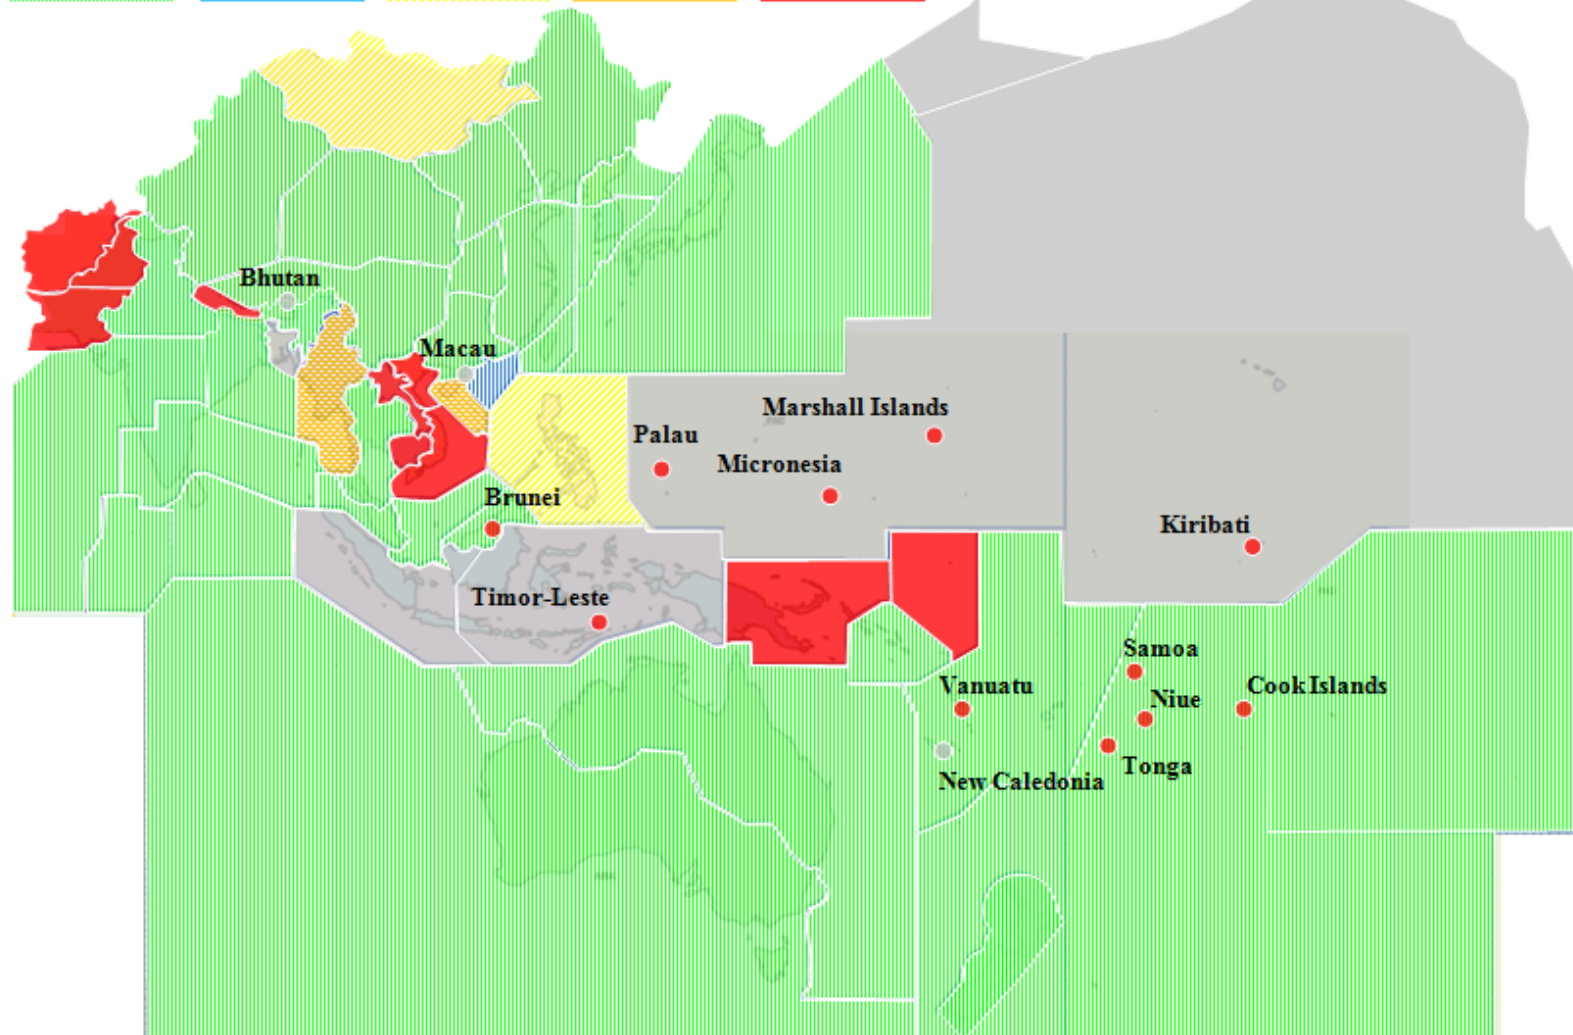 Bhutan
Macau
Marshall Islands
Palau
Micronesia
Brunei
Kiribati
Timor-Leste
Samoa
Vanuatu
Niue
Cook Islands
Tonga
New Caledonia